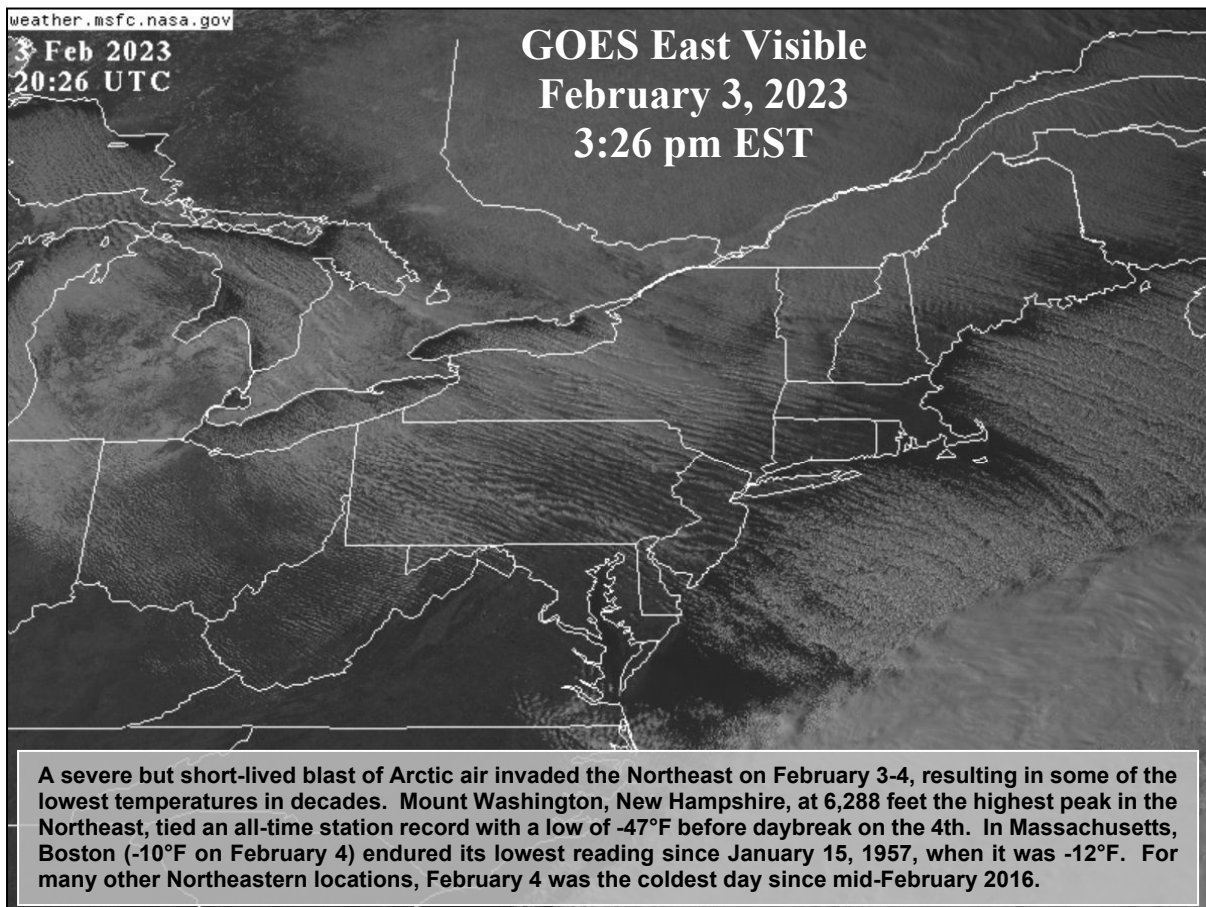 weather.msfc.nasa.gov
3 Feb 2023
20:26 UTC
GOES East Visible
February 3, 2023
3:26 pm EST
A severe but short-lived blast of Arctic air invaded the Northeast on February 3-4, resulting in some of the
lowest temperatures in decades.  Mount Washington, New Hampshire, at 6,288 feet the highest peak in the
Northeast, tied an all-time station record with a low of -47°F before daybreak on the 4th.  In Massachusetts,
Boston (-10°F on February 4) endured its lowest reading since January 15, 1957, when it was -12°F.  For
many other Northeastern locations, February 4 was the coldest day since mid-February 2016.